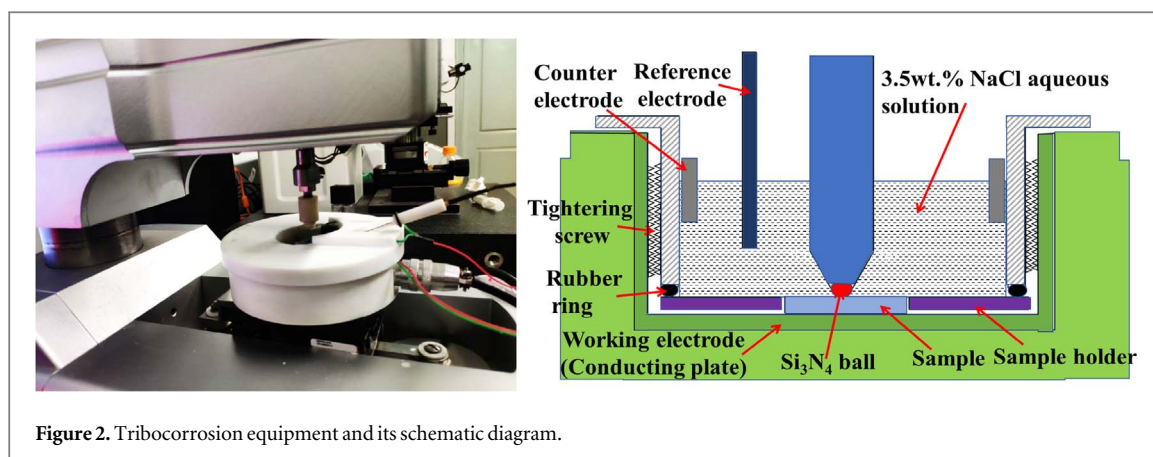 Counter
electrode
Reference
electrode
3.5wt.% NaCl aqueous
solution
Tightering
screw
Rubber
ring
Working electrode
(Conducting plate)
Si₃N₄ ball
Sample
Sample holder
Figure 2. Tribocorrosion equipment and its schematic diagram.